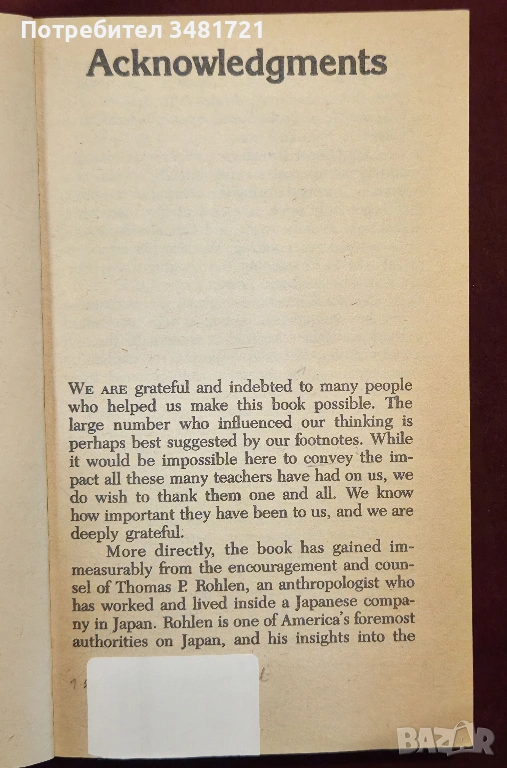 Потребител 3481721
Acknowledgments
WE ARE grateful and indebted to many people
who helped us make this book possible. The
large number who influenced our thinking is
perhaps best suggested by our footnotes. While
it would be impossible here to convey the im-
pact all these many teachers have had on us, we
do wish to thank them one and all. We know
how important they have been to us, and we are
deeply grateful.
More directly, the book has gained im-
measurably from the encouragement and coun-
sel of Thomas P. Rohlen, an anthropologist who
has worked and lived inside a Japanese compa-
ny in Japan. Rohlen is one of America's foremost
authorities on Japan, and his insights into the
BAZAR